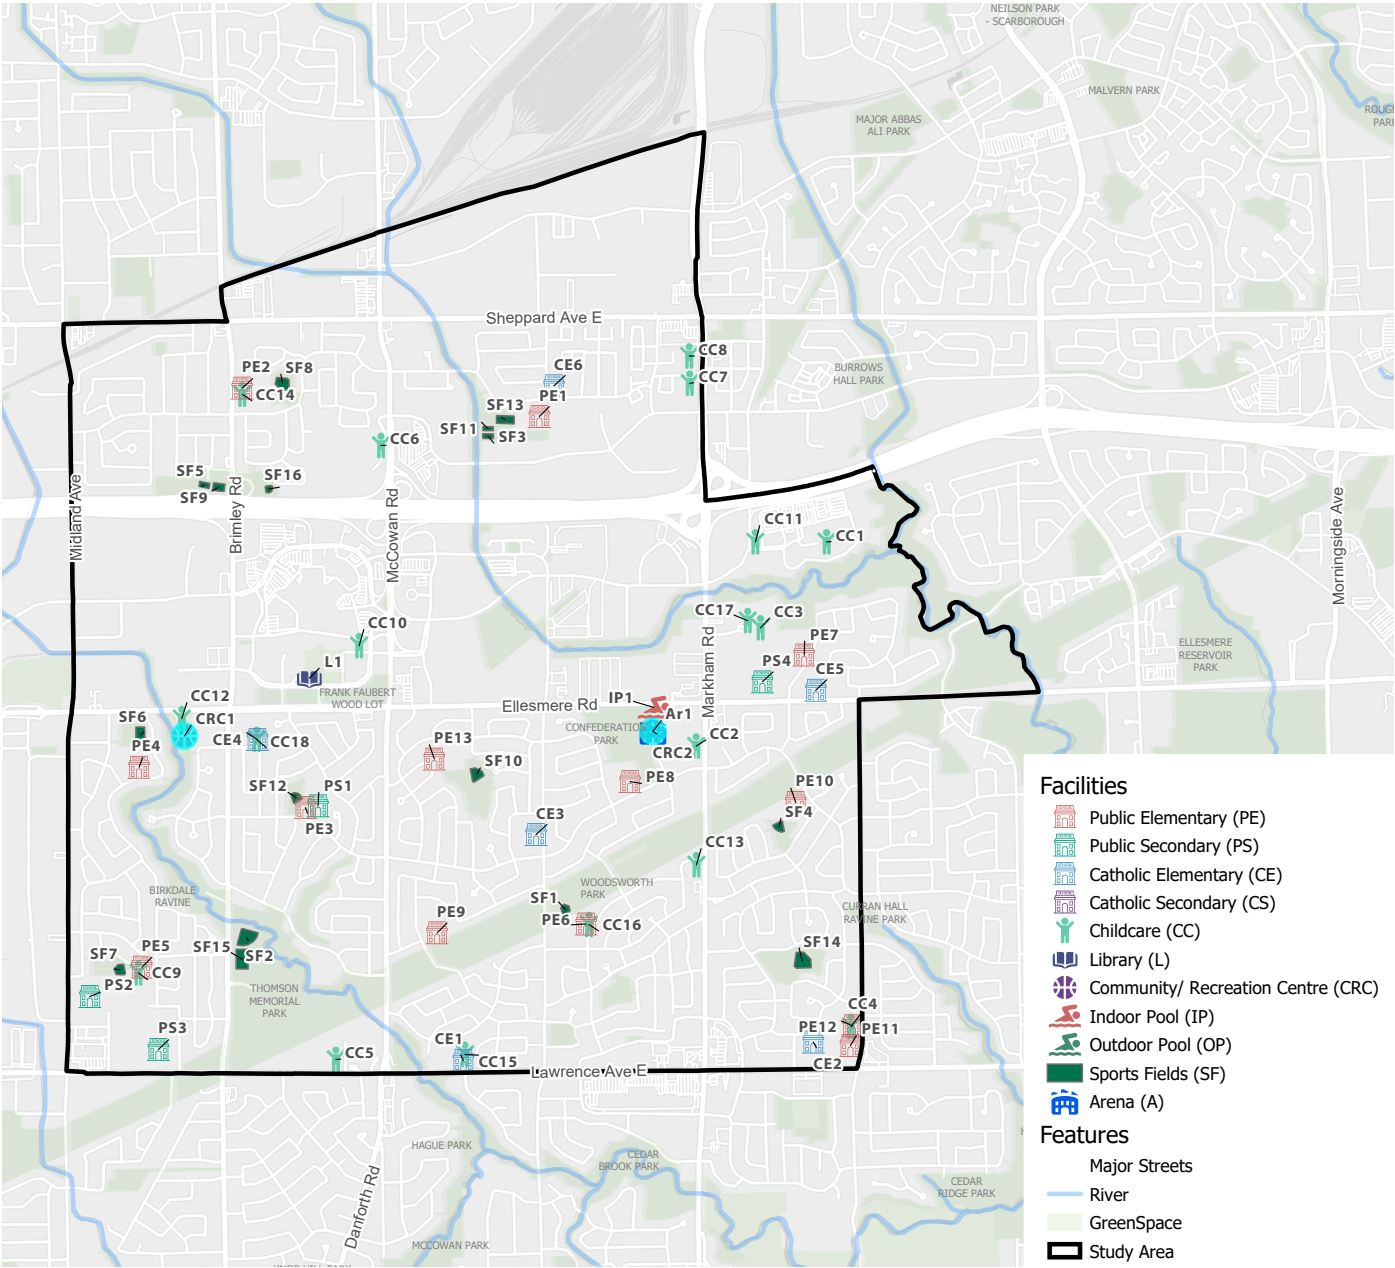 NEILSON PARK
- SCARBOROUGH
MALVERN PARK
MAJOR ABBAS
ALI PARK
Sheppard Ave E
CC8
CC7
BURROWS
HALL PARK
PE2
SF8
CC14
CE6
PE1
SF13
SF11
SF3
CC6
SF5
SF9
SF16
Midland Ave
Brimley Rd
McCowan Rd
Morningside Ave
CC11
CC1
CC17
CC3
PE7
PS4
CE5
Markham Rd
ELLESMERE
RESERVOIR
PARK
CC10
L1
FRANK FAUBERT
WOOD LOT
Ellesmere Rd
IP1
Ar1
CONFEDERATION
PARK
CRC2
CC2
CC12
CRC1
SF6
PE4
CE4
CC18
PE13
SF10
PE8
PE10
SF4
SF12
PS1
PE3
CE3
CC13
BIRKDALE
RAVINE
WOODSWORTH
PARK
SF1
PE6
CC16
PE9
CURRAN HALL
RAVINE PARK
SF14
SF15
SF2
SF7
PE5
CC9
PS2
THOMSON
MEMORIAL
PARK
PS3
CC5
CE1
CC15
CC4
PE12
PE11
CE2
Lawrence Ave E
HAGUE PARK
CEDAR
BROOK PARK
CEDAR
RIDGE PARK
Danforth Rd
MCCOWAN PARK
Facilities
Public Elementary (PE)
Public Secondary (PS)
Catholic Elementary (CE)
Catholic Secondary (CS)
Childcare (CC)
Library (L)
Community/ Recreation Centre (CRC)
Indoor Pool (IP)
Outdoor Pool (OP)
Sports Fields (SF)
Arena (A)
Features
Major Streets
River
GreenSpace
Study Area